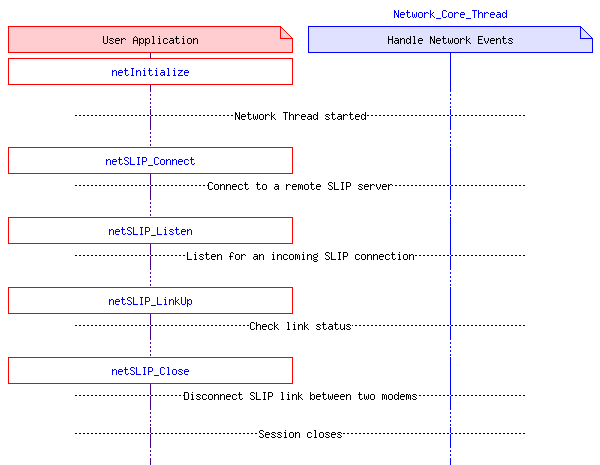 Network_Core_Thread
User Application
Handle Network Events
netInitialize
Network Thread started
netSLIP_Connect
Connect to a remote SLIP server
netSLIP_Listen
Listen for an incoming SLIP connection
netSLIP_LinkUp
Check link status
netSLIP_Close
Disconnect SLIP link between two modems
Session closes